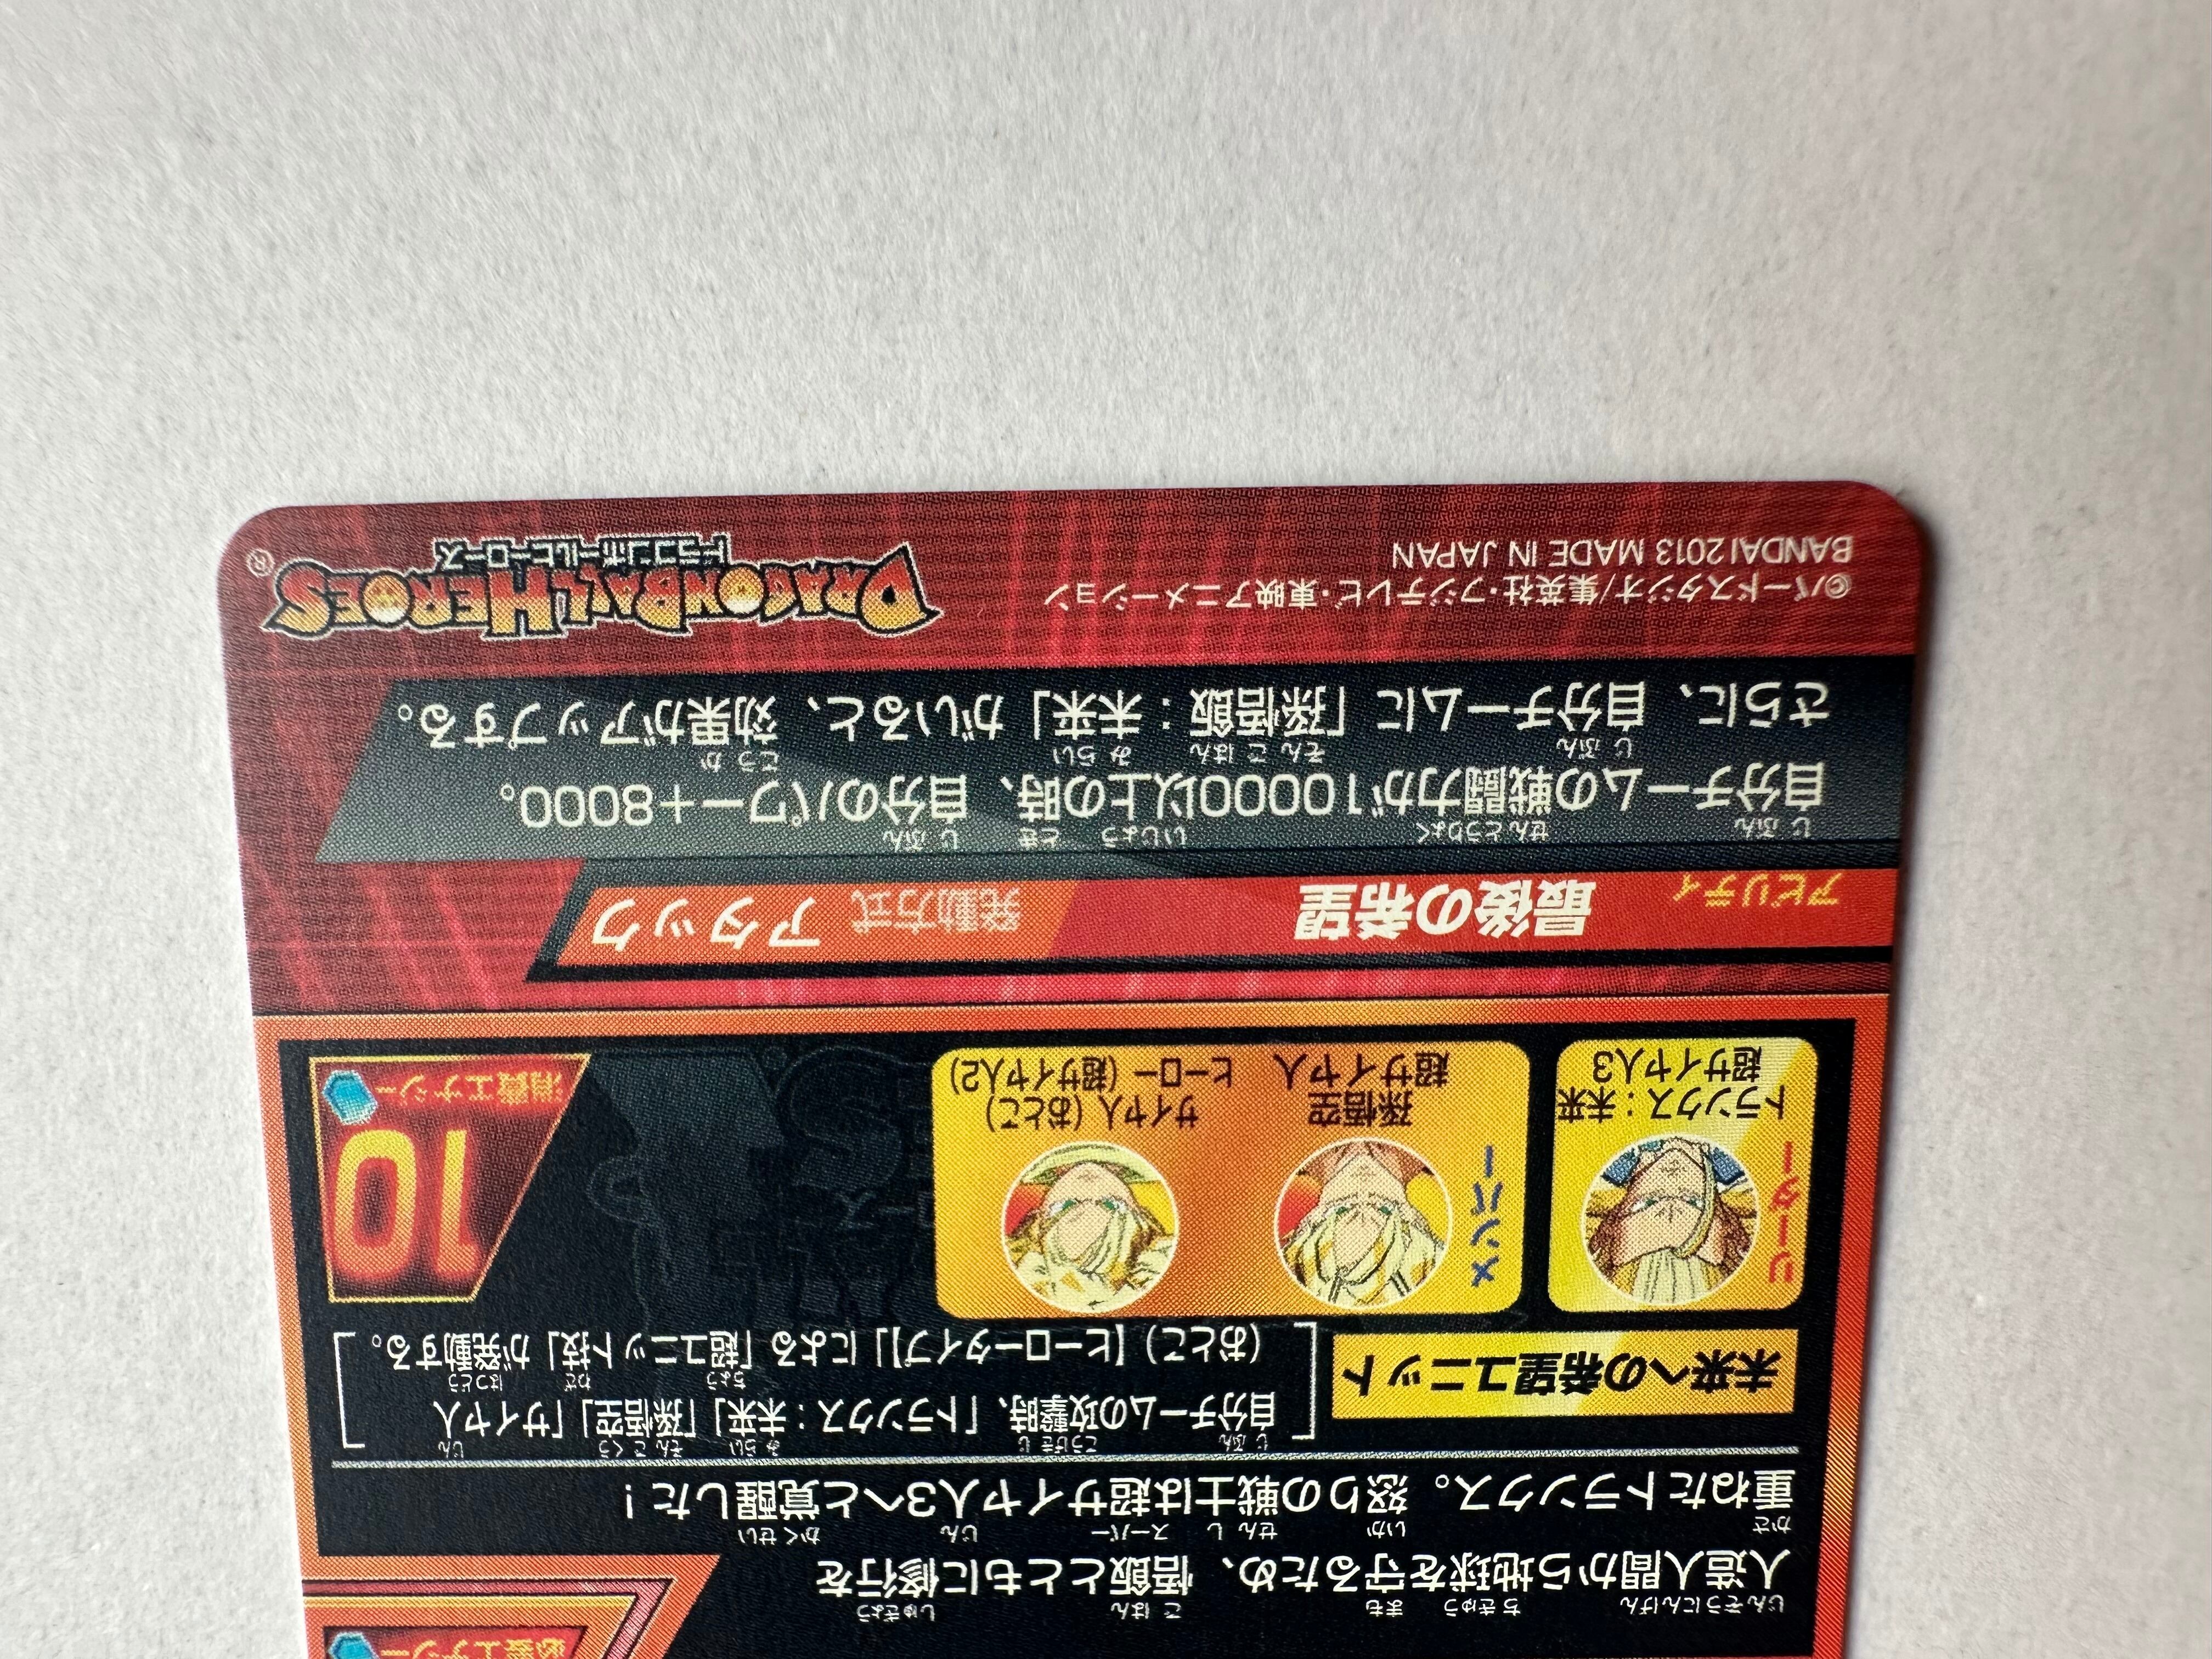 必要エナジー
人造人間から地球を守るため、悟飯とともに修行を
重ねたトランクス。怒りの戦士は超サイヤ人3へと覚醒した！
未来への希望ユニット
自分チームの攻撃時、「トランクス：未来」「孫悟空」「サイヤ人
（おとこ）【ヒーロータイプ】」による「超ユニット技」が発動する。
リーダー
トランクス：未来
超サイヤ人3
メンバー
孫悟空
超サイヤ人
サイヤ人（おとこ）
ヒーロー（超サイヤ人2）
10
消費エナジー
アビリティ
最後の希望
発動方式
アタック
自分チームの戦闘力が10000以上の時、自分のパワー＋8000。
さらに、自分チームに「孫悟飯：未来」がいると、効果がアップする。
©バードスタジオ/集英社・フジテレビ・東映アニメーション
BANDAI 2013 MADE IN JAPAN
DRAGONBALL HEROES®
ドラゴンボールヒーローズ